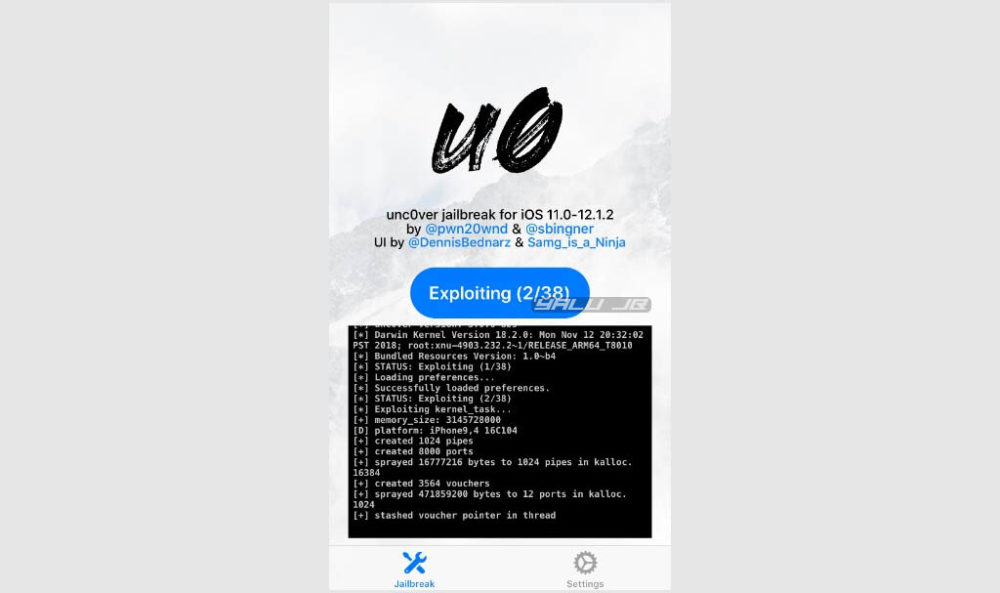 u0
unc0ver jailbreak for iOS 11.0-12.1.2
by @pwn20wnd & @sbingner
UI by @DennisBednarz & Samg_is_a_Ninja
Exploiting (2/38)
YALU JB
[*] Darwin Kernel Version 18.2.0: Mon Nov 12 20:32:02
PST 2018; root:xnu-4903.232.2~1/RELEASE_ARM64_T8010
[*] Bundled Resources Version: 1.0~b4
[*] STATUS: Exploiting (1/38)
[*] Loading preferences...
[*] Successfully loaded preferences.
[*] STATUS: Exploiting (2/38)
[*] Exploiting kernel_task...
[+] memory_size: 3145728000
[D] platform: iPhone9,4 16C104
[+] created 1024 pipes
[+] created 8000 ports
[+] sprayed 16777216 bytes to 1024 pipes in kalloc.
16384
[+] created 3564 vouchers
[+] sprayed 471859200 bytes to 12 ports in kalloc.
1024
[+] stashed voucher pointer in thread
Jailbreak
Settings